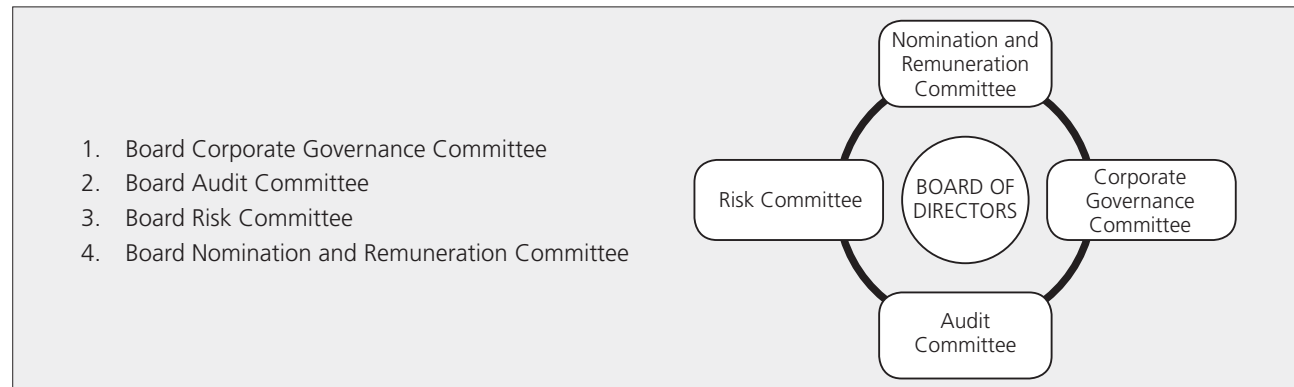 1. Board Corporate Governance Committee
2. Board Audit Committee
3. Board Risk Committee
4. Board Nomination and Remuneration Committee
Nomination and
Remuneration
Committee
Risk Committee
BOARD OF
DIRECTORS
Corporate
Governance
Committee
Audit
Committee